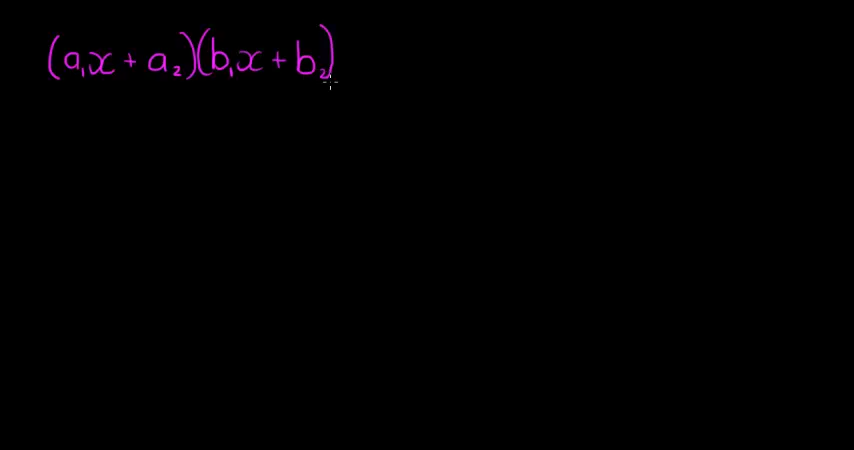 (a₁x + a₂)(b₁x + b₂)